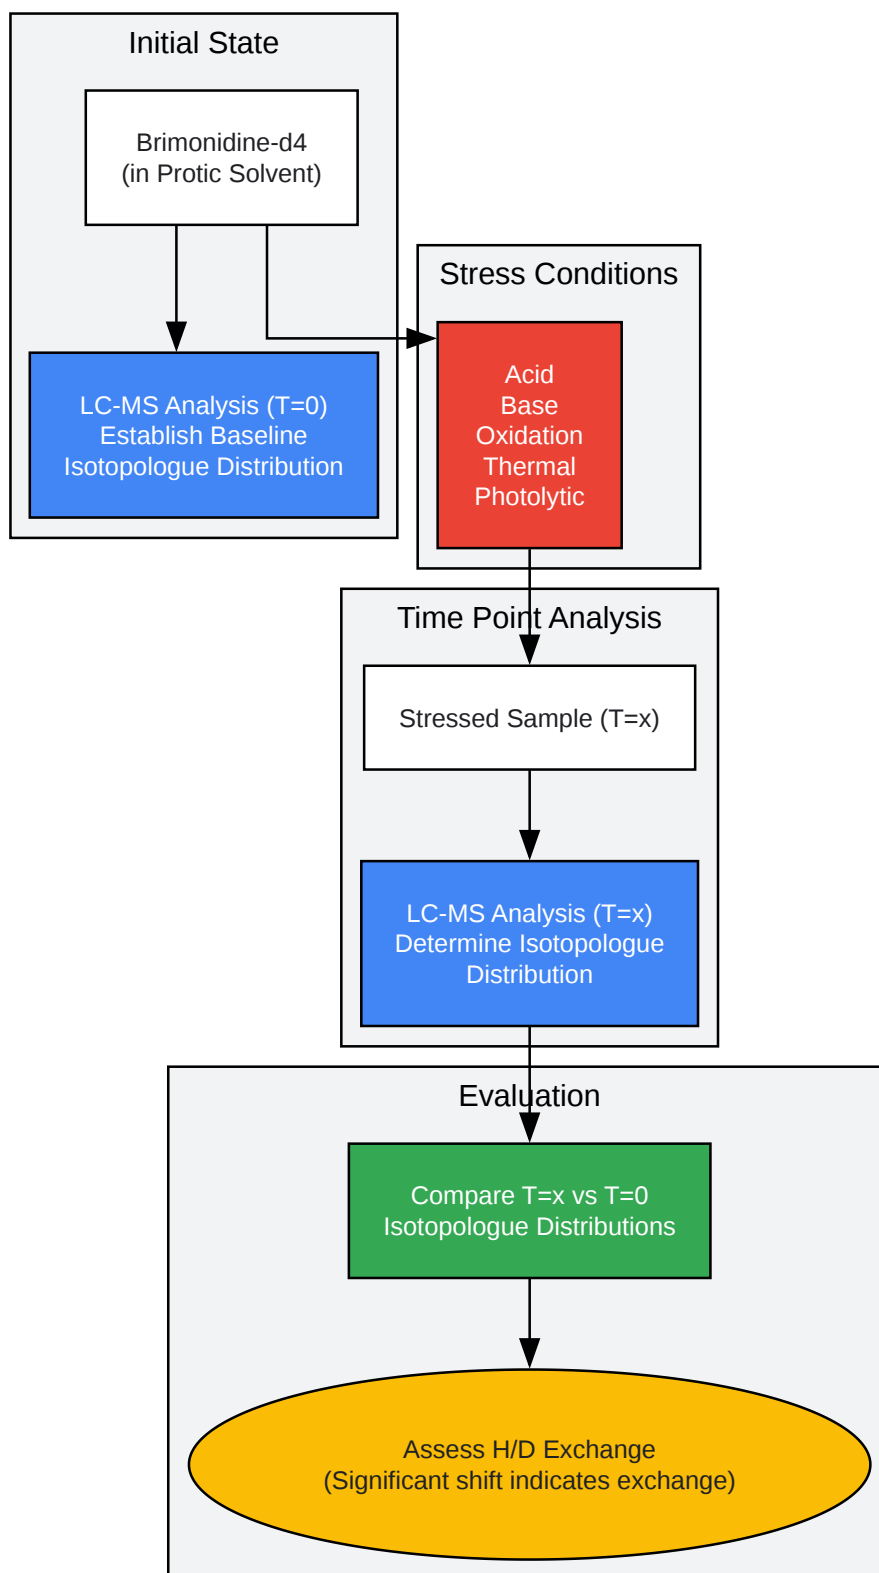 Initial State
Brimonidine-d4
(in Protic Solvent)
LC-MS Analysis (T=0)
Establish Baseline
Isotopologue Distribution
Stress Conditions
Acid
Base
Oxidation
Thermal
Photolytic
Time Point Analysis
Stressed Sample (T=x)
LC-MS Analysis (T=x)
Determine Isotopologue
Distribution
Evaluation
Compare T=x vs T=0
Isotopologue Distributions
Assess H/D Exchange
(Significant shift indicates exchange)